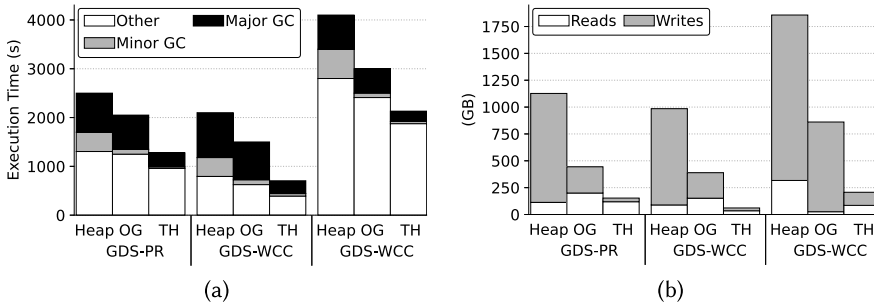 Other
Major GC
Minor GC
Execution Time (s)
4000
3000
2000
1000
0
Heap OG TH Heap OG TH Heap OG TH
GDS-PR GDS-WCC GDS-WCC
(a)
Reads
Writes
(GB)
1750
1500
1250
1000
750
500
250
0
Heap OG TH Heap OG TH Heap OG TH
GDS-PR GDS-WCC GDS-WCC
(b)